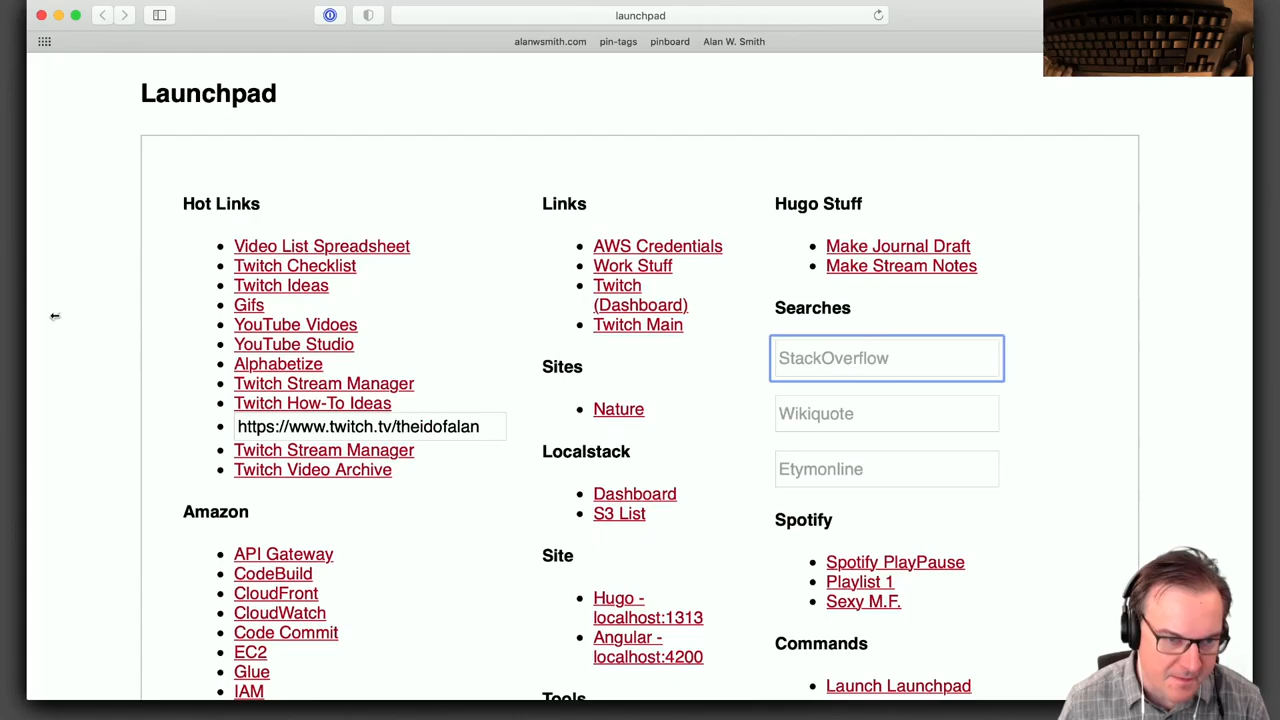 launchpad
alanwsmith.com pin-tags pinboard Alan W. Smith
Launchpad
Hot Links
Video List Spreadsheet
Twitch Checklist
Twitch Ideas
Gifs
YouTube Vidoes
YouTube Studio
Alphabetize
Twitch Stream Manager
Twitch How-To Ideas
https://www.twitch.tv/theidofalan
Twitch Stream Manager
Twitch Video Archive
Amazon
API Gateway
CodeBuild
CloudFront
CloudWatch
Code Commit
EC2
Glue
IAM
Links
AWS Credentials
Work Stuff
Twitch
(Dashboard)
Twitch Main
Sites
Nature
Localstack
Dashboard
S3 List
Site
Hugo -
localhost:1313
Angular -
localhost:4200
Tools
Hugo Stuff
Make Journal Draft
Make Stream Notes
Searches
StackOverflow
Wikiquote
Etymonline
Spotify
Spotify PlayPause
Playlist 1
Sexy M.F.
Commands
Launch Launchpad